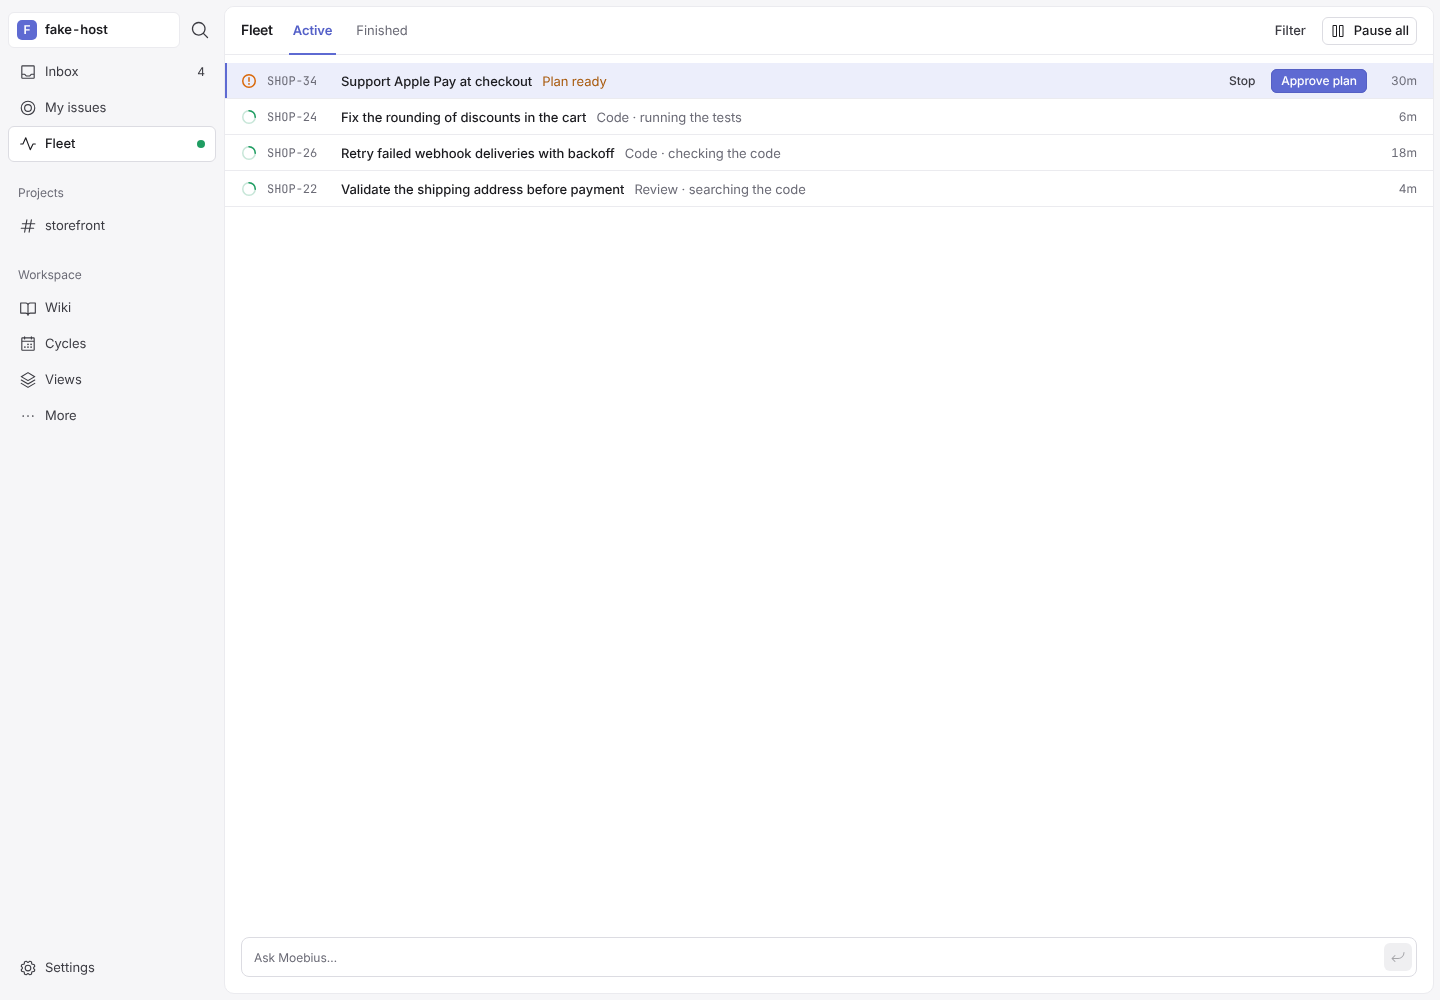 F fake-host
Inbox 4
My issues
Fleet
Projects
storefront
Workspace
Wiki
Cycles
Views
More
Settings
Fleet Active Finished Filter Pause all
SHOP-34 Support Apple Pay at checkout Plan ready Stop Approve plan 30m
SHOP-24 Fix the rounding of discounts in the cart Code · running the tests 6m
SHOP-26 Retry failed webhook deliveries with backoff Code · checking the code 18m
SHOP-22 Validate the shipping address before payment Review · searching the code 4m
Ask Moebius...